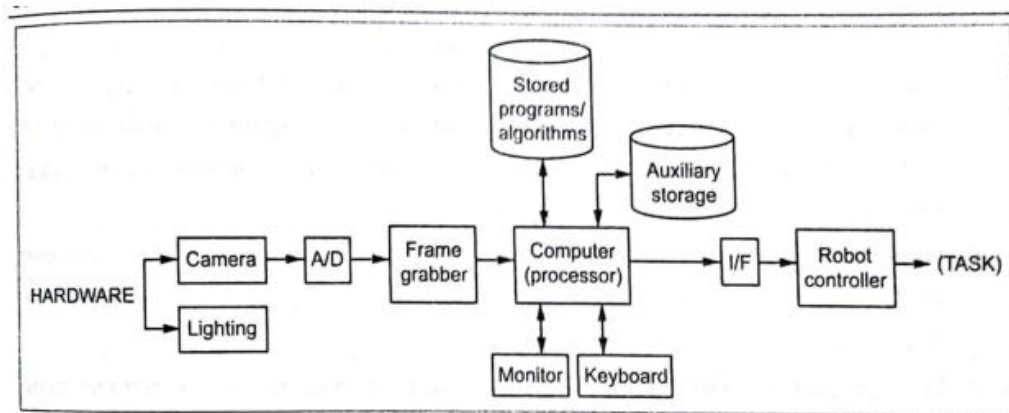 Stored
programs/
algorithms
Auxiliary
storage
HARDWARE
Camera
A/D
Frame
grabber
Computer
(processor)
I/F
Robot
controller
(TASK)
Lighting
Monitor
Keyboard